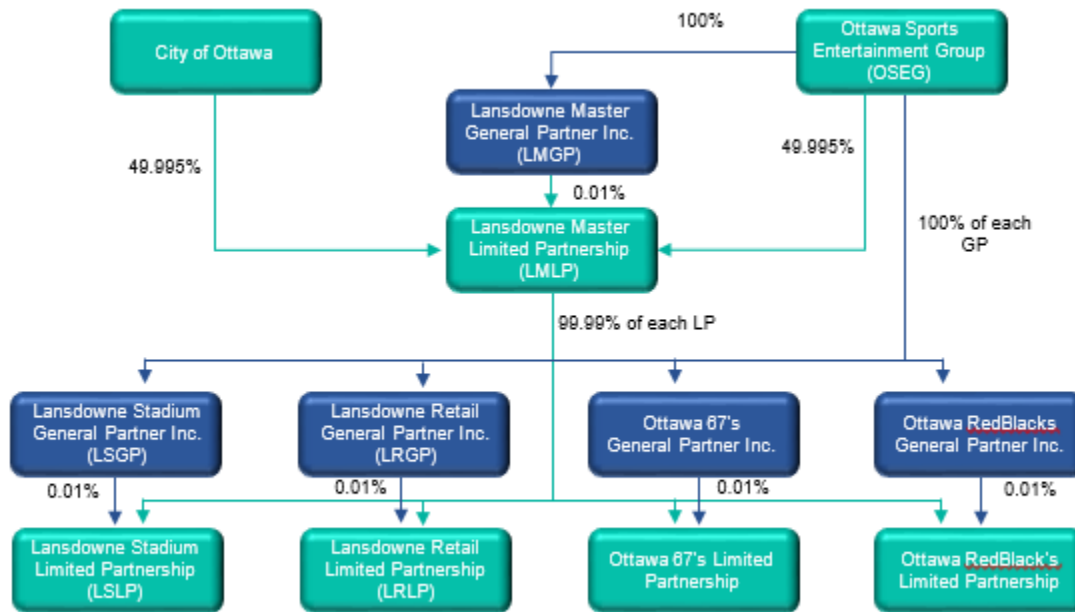 City of Ottawa
100%
Ottawa Sports
Entertainment Group
(OSEG)
Lansdowne Master
General Partner Inc.
(LMGP)
49.995%
49.995%
0.01%
Lansdowne Master
Limited Partnership
(LMLP)
100% of each
GP
99.99% of each LP
Lansdowne Stadium
General Partner Inc.
(LSGP)
Lansdowne Retail
General Partner Inc.
(LRGP)
Ottawa 67's
General Partner Inc.
Ottawa RedBlacks
General Partner Inc.
0.01%
0.01%
0.01%
0.01%
Lansdowne Stadium
Limited Partnership
(LSLP)
Lansdowne Retail
Limited Partnership
(LRLP)
Ottawa 67's Limited
Partnership
Ottawa RedBlack's
Limited Partnership